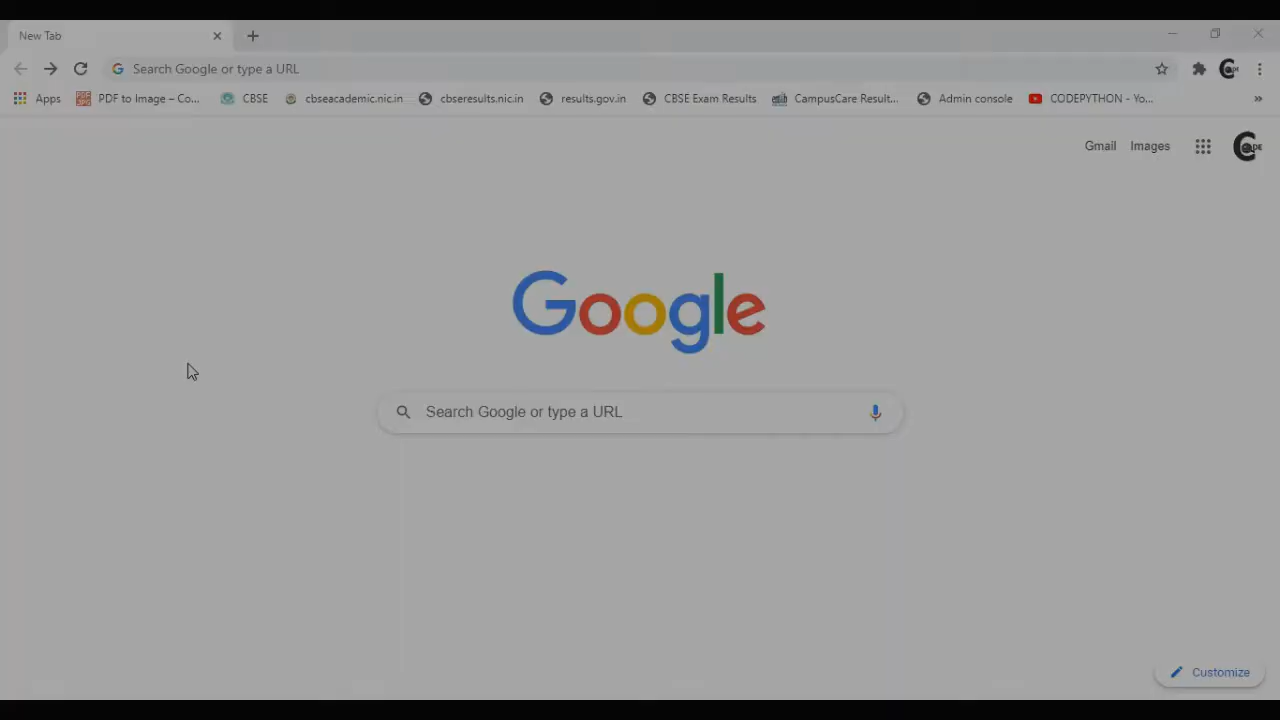 New Tab
Search Google or type a URL
Apps PDF to Image – Co... CBSE cbseacademic.nic.in cbseresults.nic.in results.gov.in CBSE Exam Results CampusCare Result... Admin console CODEPYTHON - Yo... »
Gmail Images
Google
Search Google or type a URL
Customize